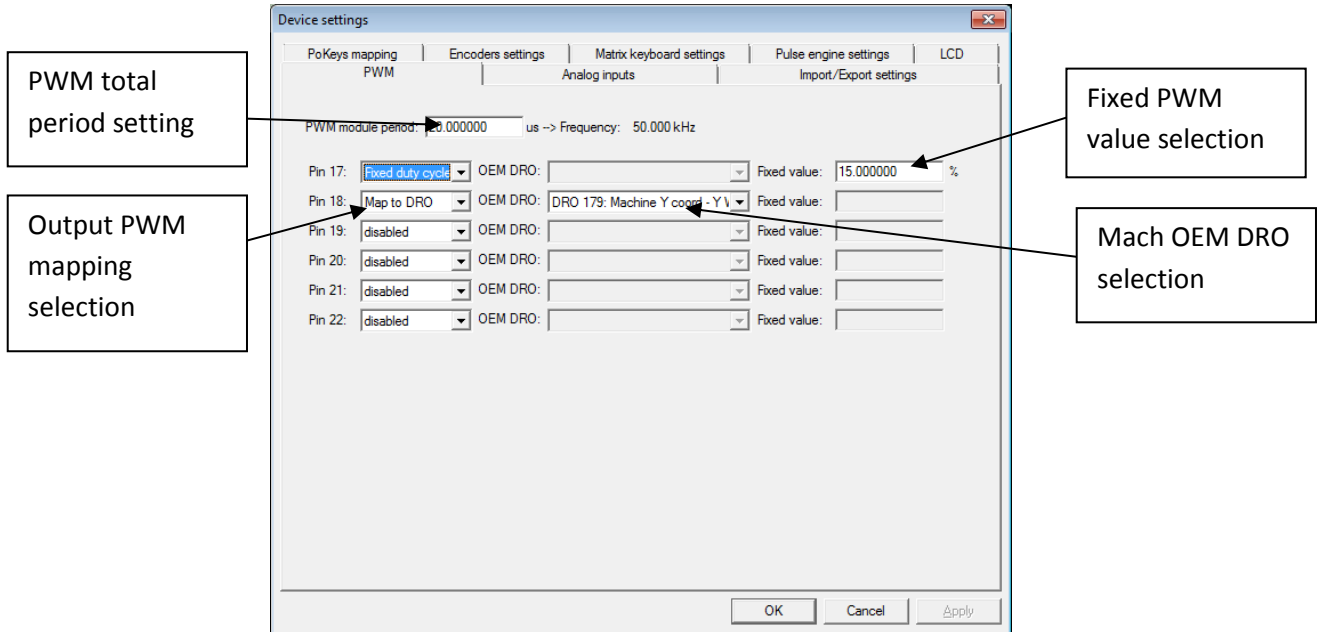 Device settings
PoKeys mapping Encoders settings Matrix keyboard settings Pulse engine settings LCD
PWM Analog inputs Import/Export settings
PWM total
period setting
Fixed PWM
value selection
PWM module period: 20.000000 us --> Frequency: 50.000 kHz
Pin 17: Fixed duty cycle OEM DRO: Fixed value: 15.000000 %
Pin 18: Map to DRO OEM DRO: DRO 179: Machine Y coord - Y Fixed value:
Output PWM
mapping
selection
Mach OEM DRO
selection
Pin 19: disabled OEM DRO: Fixed value:
Pin 20: disabled OEM DRO: Fixed value:
Pin 21: disabled OEM DRO: Fixed value:
Pin 22: disabled OEM DRO: Fixed value:
OK Cancel Apply